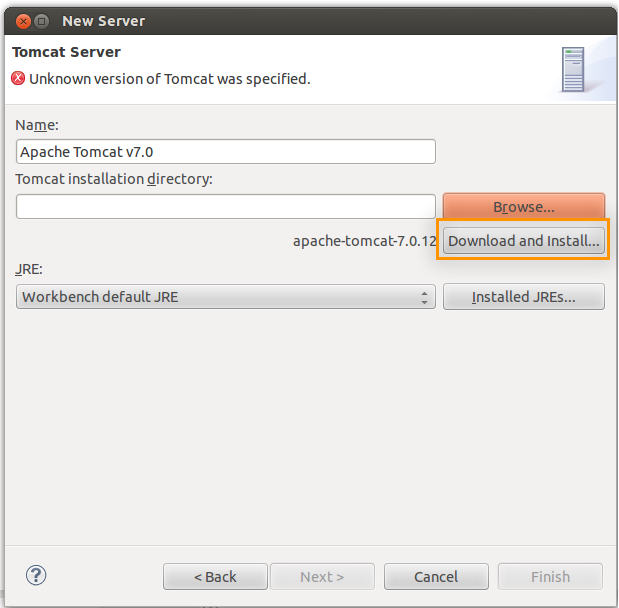 New Server
Tomcat Server
Unknown version of Tomcat was specified.
Name:
Apache Tomcat v7.0
Tomcat installation directory:
Browse...
apache-tomcat-7.0.12 Download and Install...
JRE:
Workbench default JRE Installed JREs...
? < Back Next > Cancel Finish